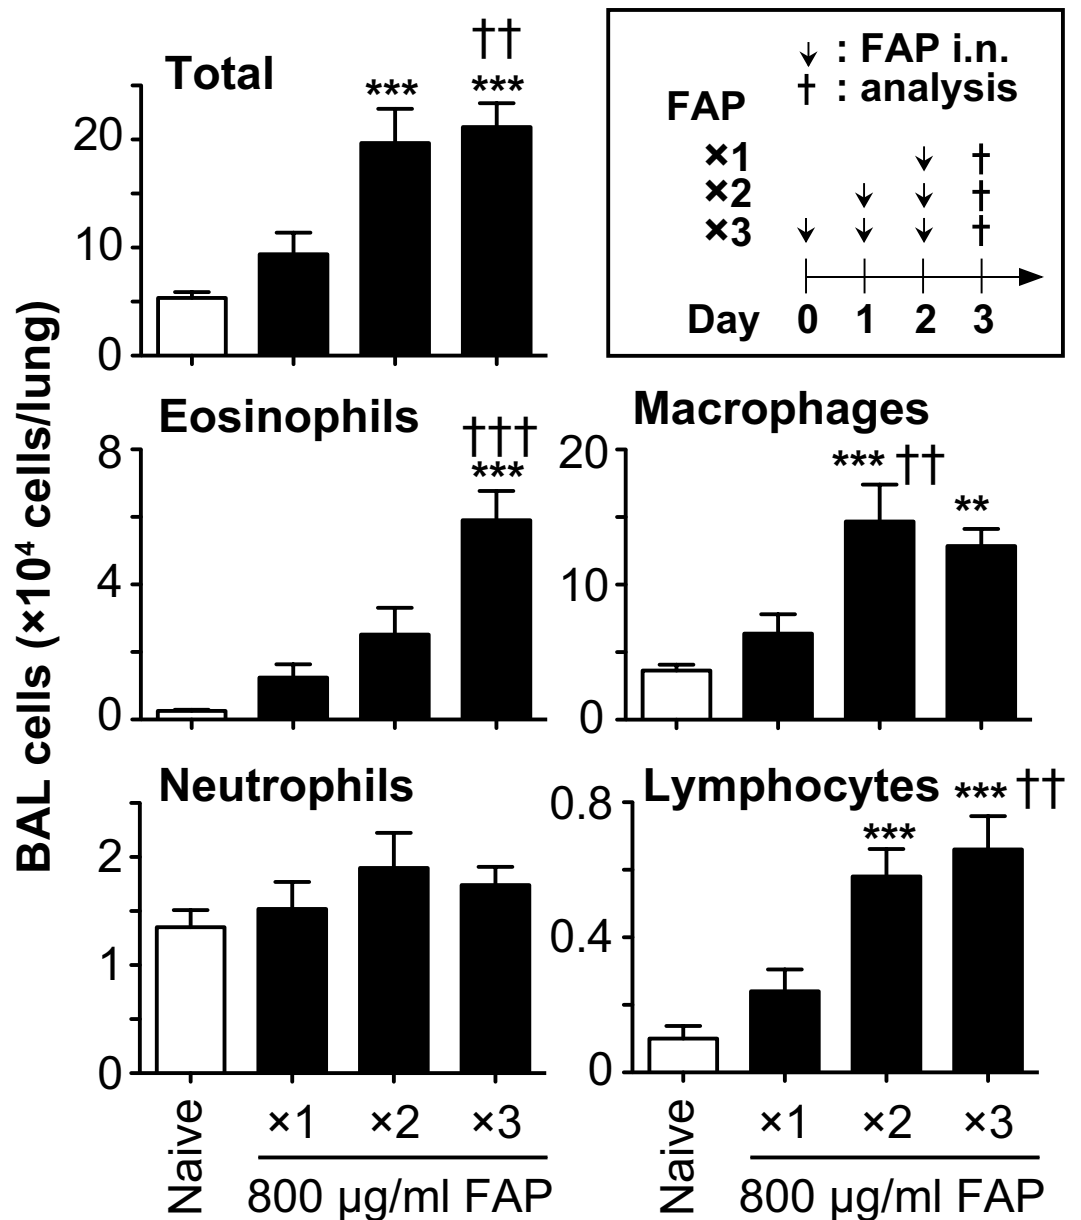 Total
††
*** ***
20
10
0
↓ : FAP i.n.
† : analysis
FAP
×1 ↓ †
×2 ↓ ↓ †
×3 ↓ ↓ ↓ †
Day 0 1 2 3
BAL cells (×10⁴ cells/lung)
Eosinophils
†††
***
8
4
0
Macrophages
*** ††
**
20
10
0
Neutrophils
2
1
0
Lymphocytes
*** ††
***
0.8
0.4
0
Naive ×1 ×2 ×3
800 µg/ml FAP
Naive ×1 ×2 ×3
800 µg/ml FAP